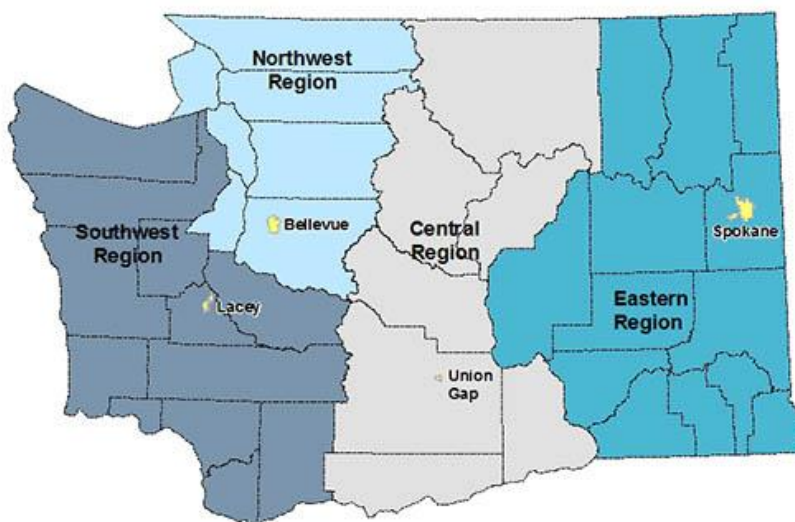 Northwest
Region
Bellevue
Southwest
Region
Central
Region
Spokane
Lacey
Eastern
Region
Union
Gap